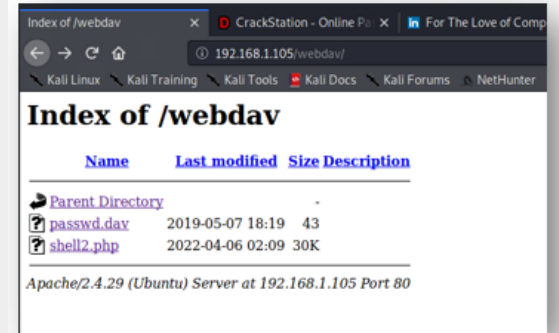 Index of /webdav × CrackStation - Online Pa × in For The Love of Comp
192.168.1.105/webdav/
Kali Linux Kali Training Kali Tools Kali Docs Kali Forums NetHunter
Index of /webdav
Name Last modified Size Description
Parent Directory -
passwd.dav 2019-05-07 18:19 43
shell2.php 2022-04-06 02:09 30K
Apache/2.4.29 (Ubuntu) Server at 192.168.1.105 Port 80